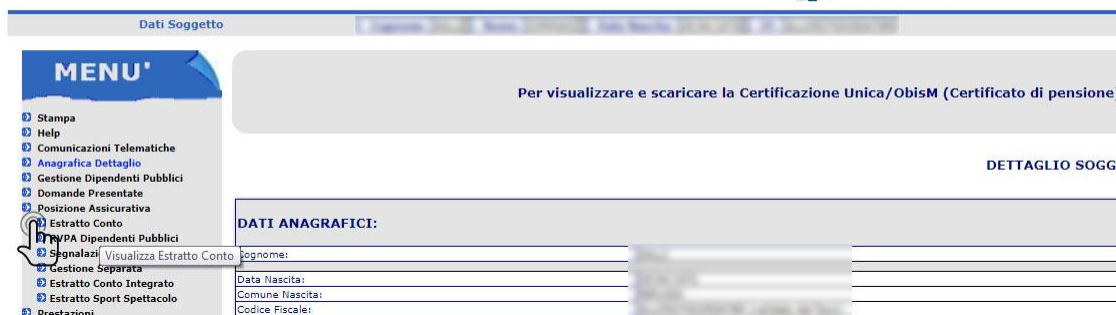 Dati Soggetto
MENU'
Per visualizzare e scaricare la Certificazione Unica/ObisM (Certificato di pensione)
Stampa
Help
Comunicazioni Telematiche
Anagrafica Dettaglio
Gestione Dipendenti Pubblici
Domande Presentate
Posizione Assicurativa
Estratto Conto
Dipendenti Pubblici
Visualizza Estratto Conto
Gestione Separata
Estratto Conto Integrato
Estratto Sport Spettacolo
Prestazioni
DETTAGLIO SOGG
DATI ANAGRAFICI:
Cognome:
Data Nascita:
Comune Nascita:
Codice Fiscale: